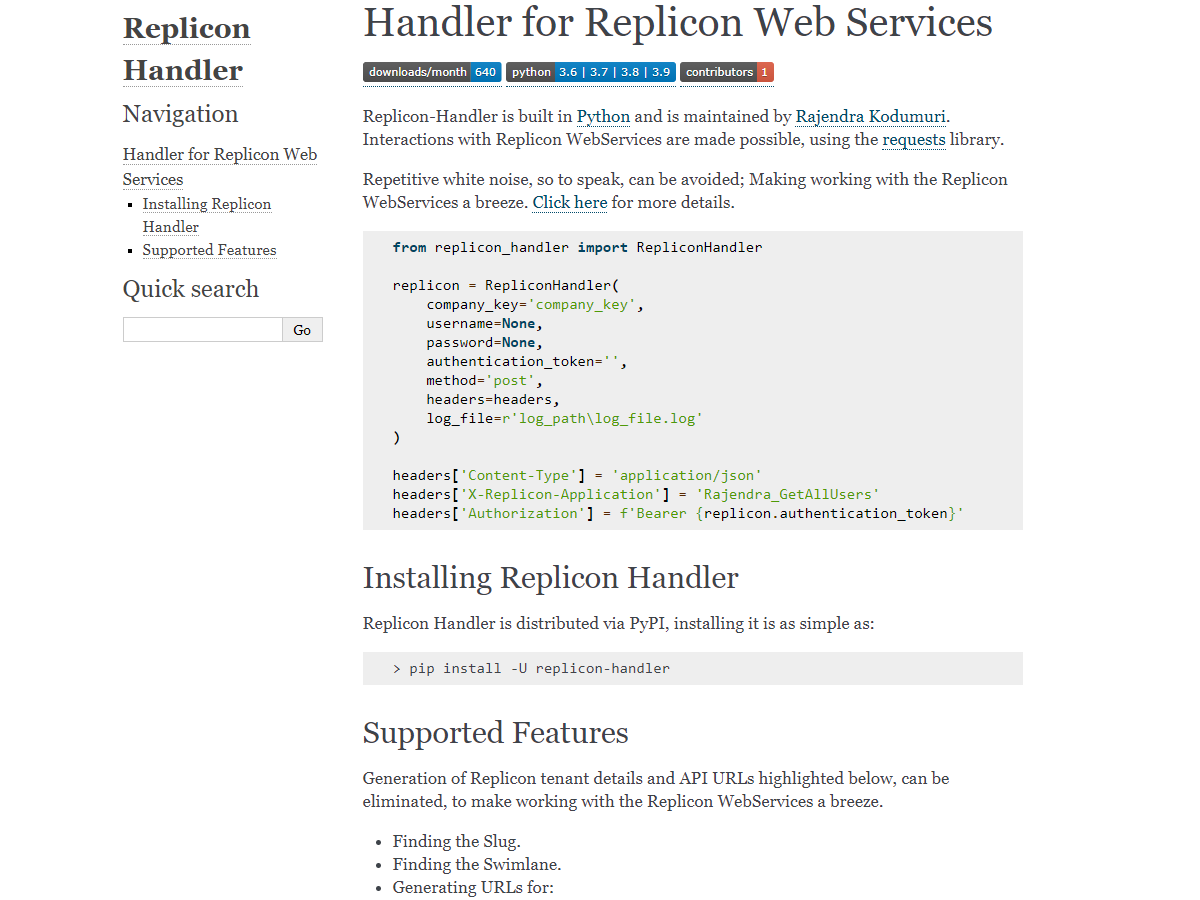 Replicon
Handler
Navigation
Handler for Replicon Web
Services
Installing Replicon
Handler
Supported Features
Quick search
Go
Handler for Replicon Web Services
downloads/month 640 python 3.6 | 3.7 | 3.8 | 3.9 contributors 1
Replicon-Handler is built in Python and is maintained by Rajendra Kodumuri.
Interactions with Replicon WebServices are made possible, using the requests library.
Repetitive white noise, so to speak, can be avoided; Making working with the Replicon
WebServices a breeze. Click here for more details.
from replicon_handler import RepliconHandler
replicon = RepliconHandler(
    company_key='company_key',
    username=None,
    password=None,
    authentication_token='',
    method='post',
    headers=headers,
    log_file=r'log_path\log_file.log'
)
headers['Content-Type'] = 'application/json'
headers['X-Replicon-Application'] = 'Rajendra_GetAllUsers'
headers['Authorization'] = f'Bearer {replicon.authentication_token}'
Installing Replicon Handler
Replicon Handler is distributed via PyPI, installing it is as simple as:
> pip install -U replicon-handler
Supported Features
Generation of Replicon tenant details and API URLs highlighted below, can be
eliminated, to make working with the Replicon WebServices a breeze.
Finding the Slug.
Finding the Swimlane.
Generating URLs for: